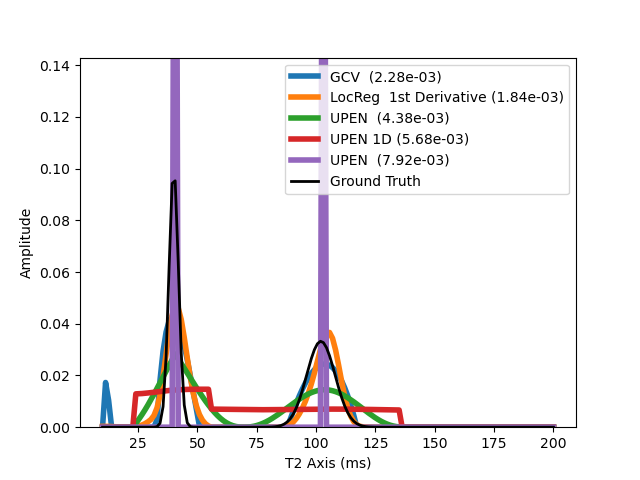 0.14
0.12
0.10
0.08
0.06
0.04
0.02
0.00
Amplitude
GCV  (2.28e-03)
LocReg  1st Derivative (1.84e-03)
UPEN  (4.38e-03)
UPEN 1D (5.68e-03)
UPEN  (7.92e-03)
Ground Truth
25 50 75 100 125 150 175 200
T2 Axis (ms)